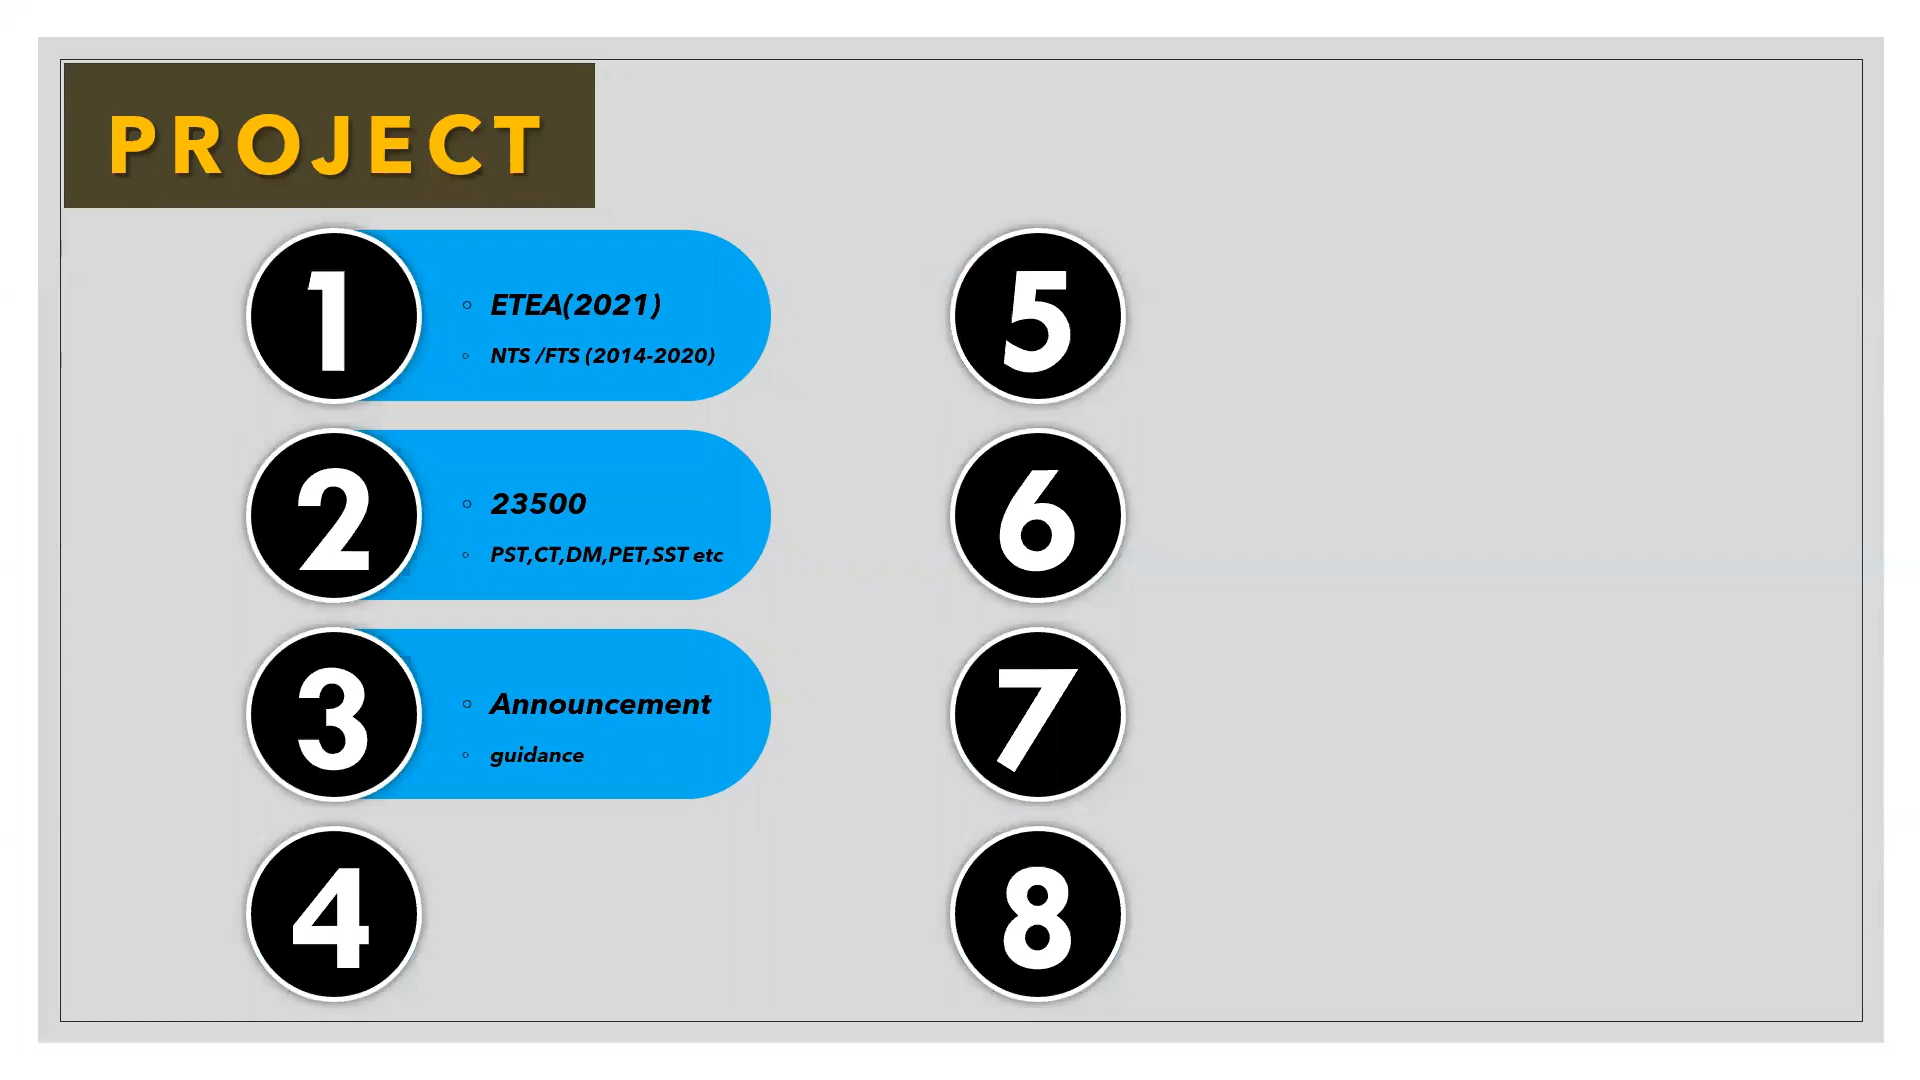 PROJECT
1
ETEA(2021)
NTS /FTS (2014-2020)
2
23500
PST,CT,DM,PET,SST etc
3
Announcement
guidance
4
5
6
7
8